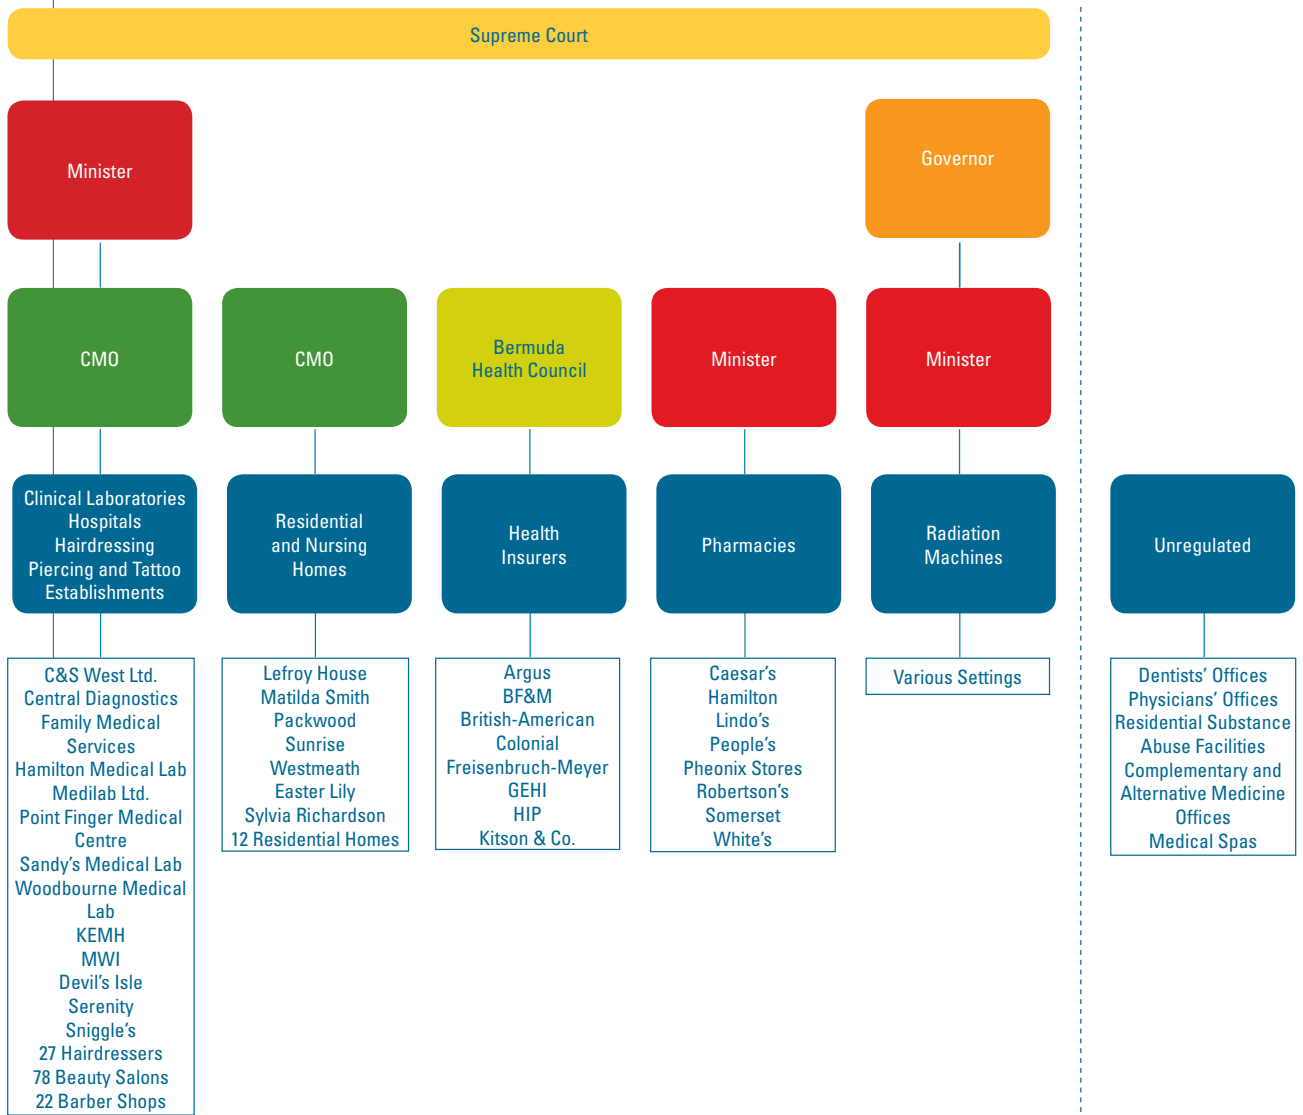 Supreme Court
Minister
Governor
CMO
CMO
Bermuda
Health Council
Minister
Minister
Clinical Laboratories
Hospitals
Hairdressing
Piercing and Tattoo
Establishments
Residential
and Nursing
Homes
Health
Insurers
Pharmacies
Radiation
Machines
Unregulated
C&S West Ltd.
Central Diagnostics
Family Medical
Services
Hamilton Medical Lab
Medilab Ltd.
Point Finger Medical
Centre
Sandy's Medical Lab
Woodbourne Medical
Lab
KEMH
MWI
Devil's Isle
Serenity
Sniggle's
27 Hairdressers
78 Beauty Salons
22 Barber Shops
Lefroy House
Matilda Smith
Packwood
Sunrise
Westmeath
Easter Lily
Sylvia Richardson
12 Residential Homes
Argus
BF&M
British-American
Colonial
Freisenbruch-Meyer
GEHI
HIP
Kitson & Co.
Caesar's
Hamilton
Lindo's
People's
Pheonix Stores
Robertson's
Somerset
White's
Various Settings
Dentists' Offices
Physicians' Offices
Residential Substance
Abuse Facilities
Complementary and
Alternative Medicine
Offices
Medical Spas